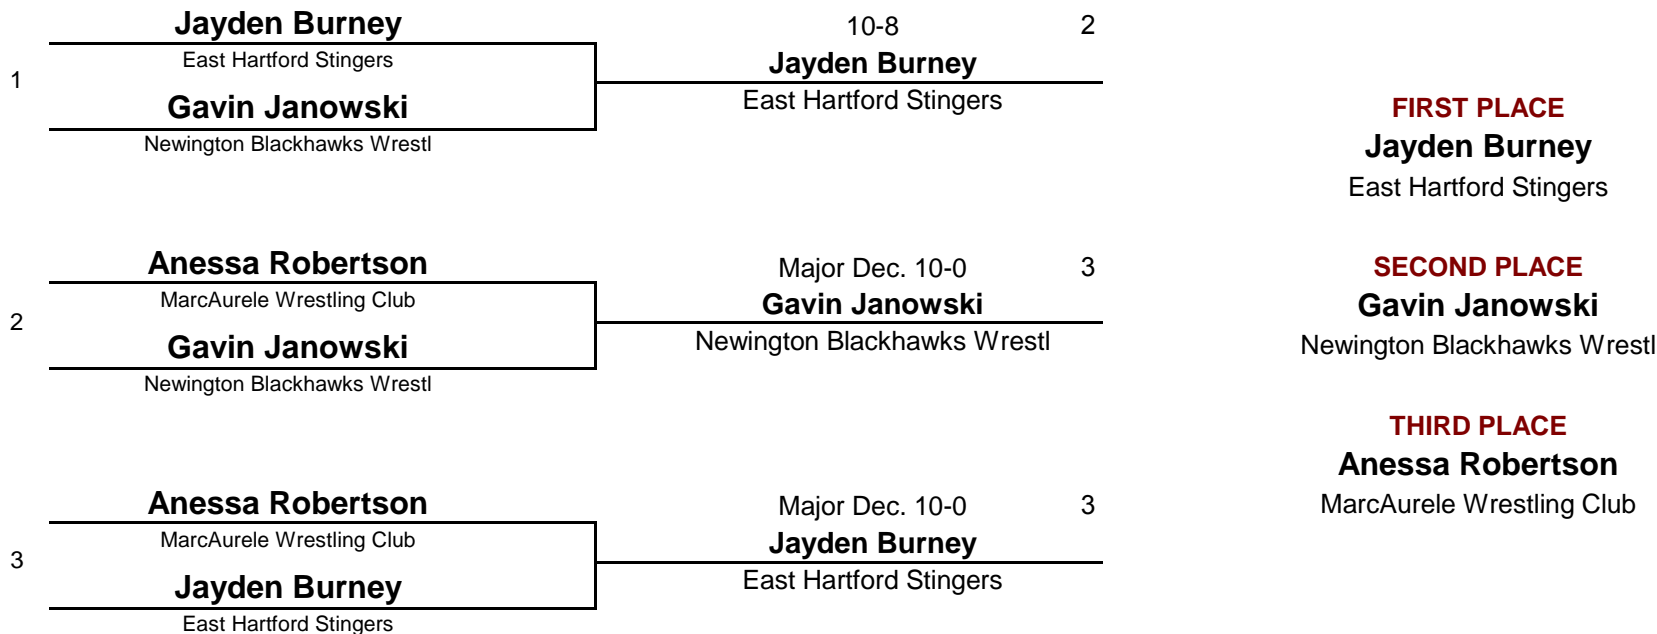 Jayden Burney
East Hartford Stingers
1
Gavin Janowski
Newington Blackhawks Wrestl
10-8
2
Jayden Burney
East Hartford Stingers
Anessa Robertson
MarcAurele Wrestling Club
2
Gavin Janowski
Newington Blackhawks Wrestl
Major Dec. 10-0
3
Gavin Janowski
Newington Blackhawks Wrestl
Anessa Robertson
MarcAurele Wrestling Club
3
Jayden Burney
East Hartford Stingers
Major Dec. 10-0
3
Jayden Burney
East Hartford Stingers
FIRST PLACE
Jayden Burney
East Hartford Stingers
SECOND PLACE
Gavin Janowski
Newington Blackhawks Wrestl
THIRD PLACE
Anessa Robertson
MarcAurele Wrestling Club